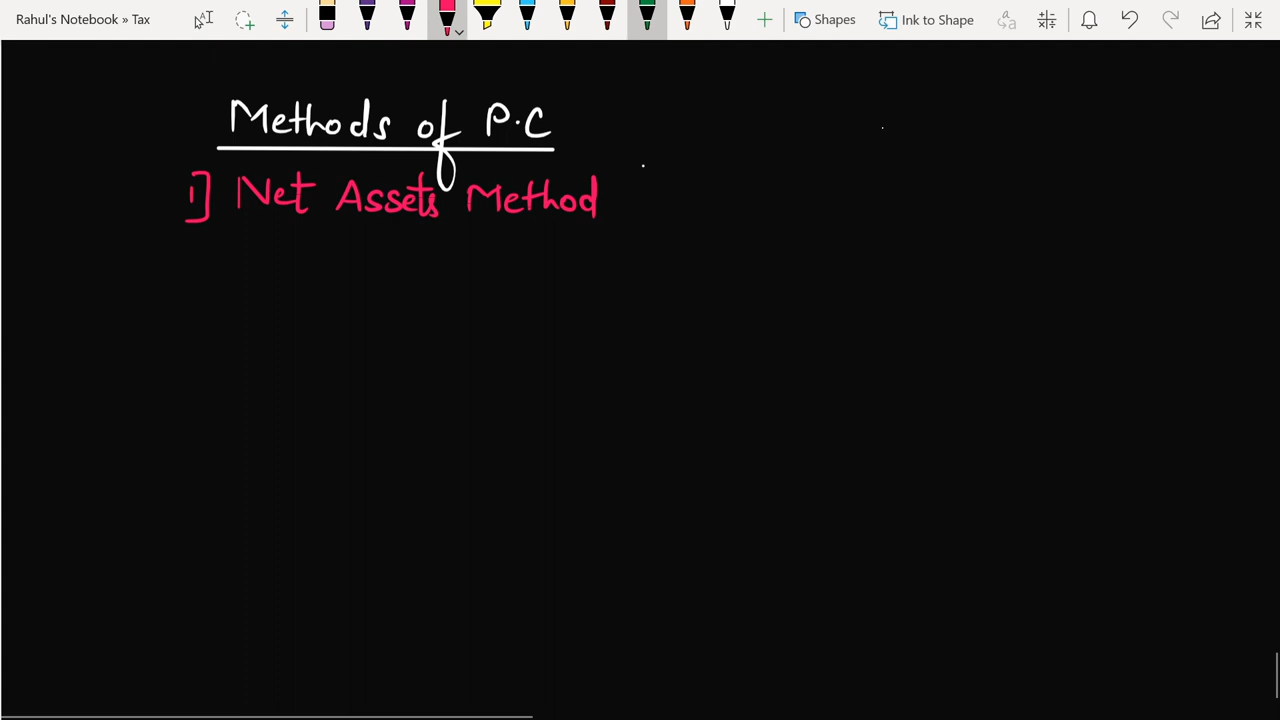 Rahul's Notebook » Tax
Shapes
Ink to Shape
Methods of P.C
1] Net Assets Method